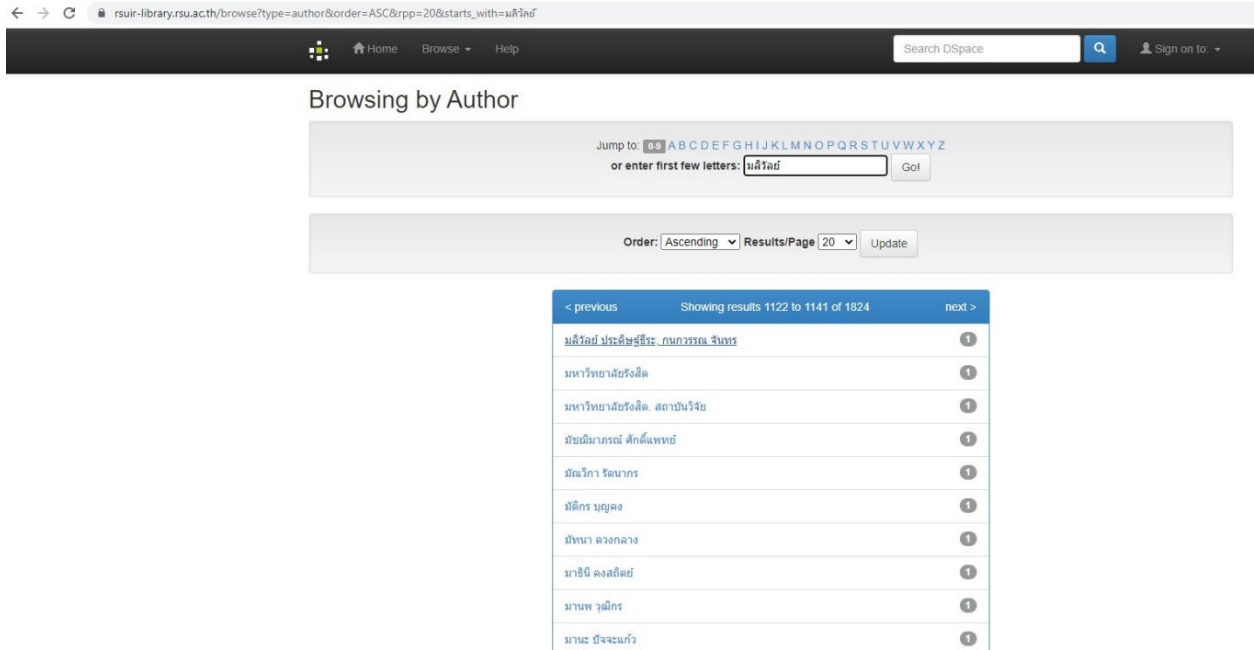 rsuir-library.rsu.ac.th/browse?type=author&order=ASC&rpp=20&starts_with=มลิวัลย์
Home Browse Help Search DSpace Sign on to:
Browsing by Author
Jump to: 0-9 A B C D E F G H I J K L M N O P Q R S T U V W X Y Z
or enter first few letters: มลิวัลย์ Go!
Order: Ascending Results/Page 20 Update
< previous Showing results 1122 to 1141 of 1824 next >
มลิวัลย์ ประดิษฐ์ธีระ, กนกวรรณ จันทร 1
มหาวิทยาลัยรังสิต 1
มหาวิทยาลัยรังสิต. สถาบันวิจัย 1
มัชฌิมาภรณ์ ศักดิ์แพทย์ 1
มัณวิกา รัตนากร 1
มัติกร บุญคง 1
มัทนา ดวงกลาง 1
มาธินี คงสถิตย์ 1
มานพ วุฒิกร 1
มานะ ปัจจะแก้ว 1